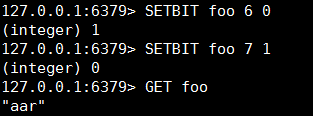 127.0.0.1:6379> SETBIT foo 6 0
(integer) 1
127.0.0.1:6379> SETBIT foo 7 1
(integer) 0
127.0.0.1:6379> GET foo
"aar"